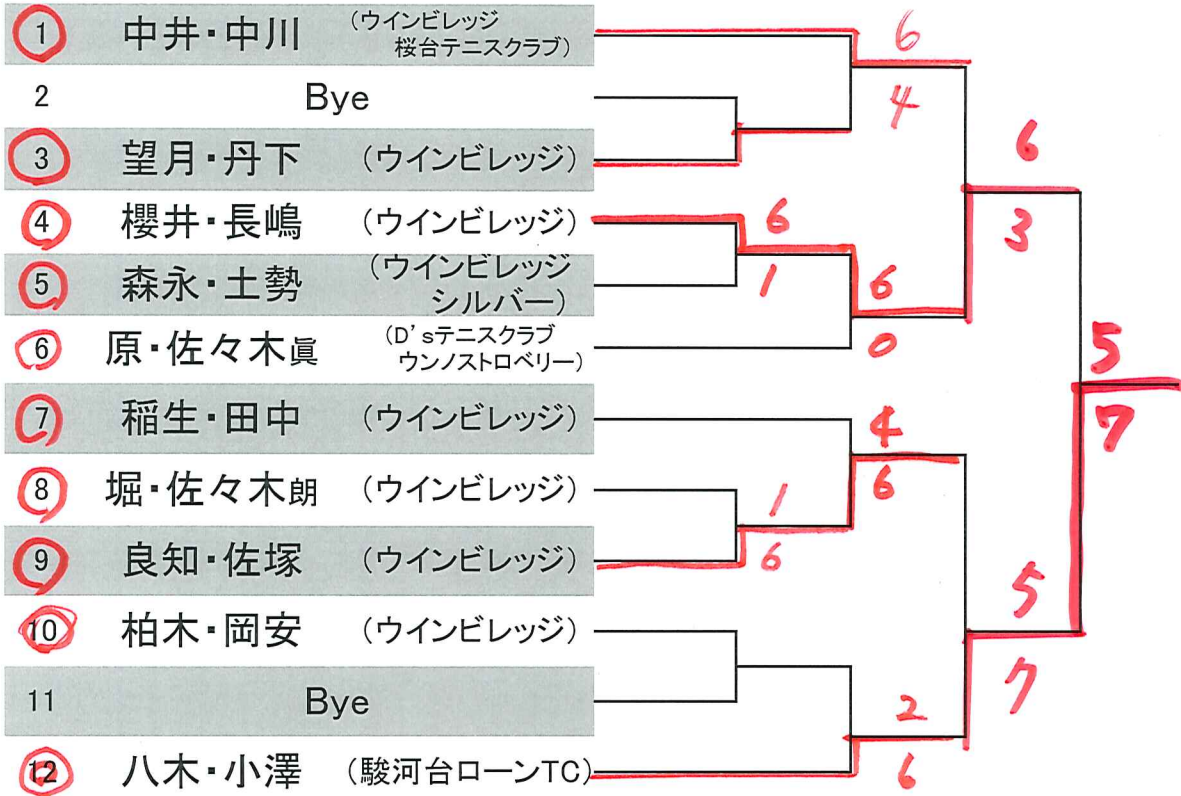 1 中井・中川 (ウインビレッジ
桜台テニスクラブ)
6
4
2 Bye
3 望月・丹下 (ウインビレッジ)
6
3
4 櫻井・長嶋 (ウインビレッジ)
6
1
5 森永・土勢 (ウインビレッジ
シルバー)
6
0
6 原・佐々木眞 (D'sテニスクラブ
ウンノストロベリー)
5
7
7 稲生・田中 (ウインビレッジ)
4
6
8 堀・佐々木朗 (ウインビレッジ)
1
6
9 良知・佐塚 (ウインビレッジ)
10 柏木・岡安 (ウインビレッジ)
5
7
11 Bye
2
6
12 八木・小澤 (駿河台ローンTC)